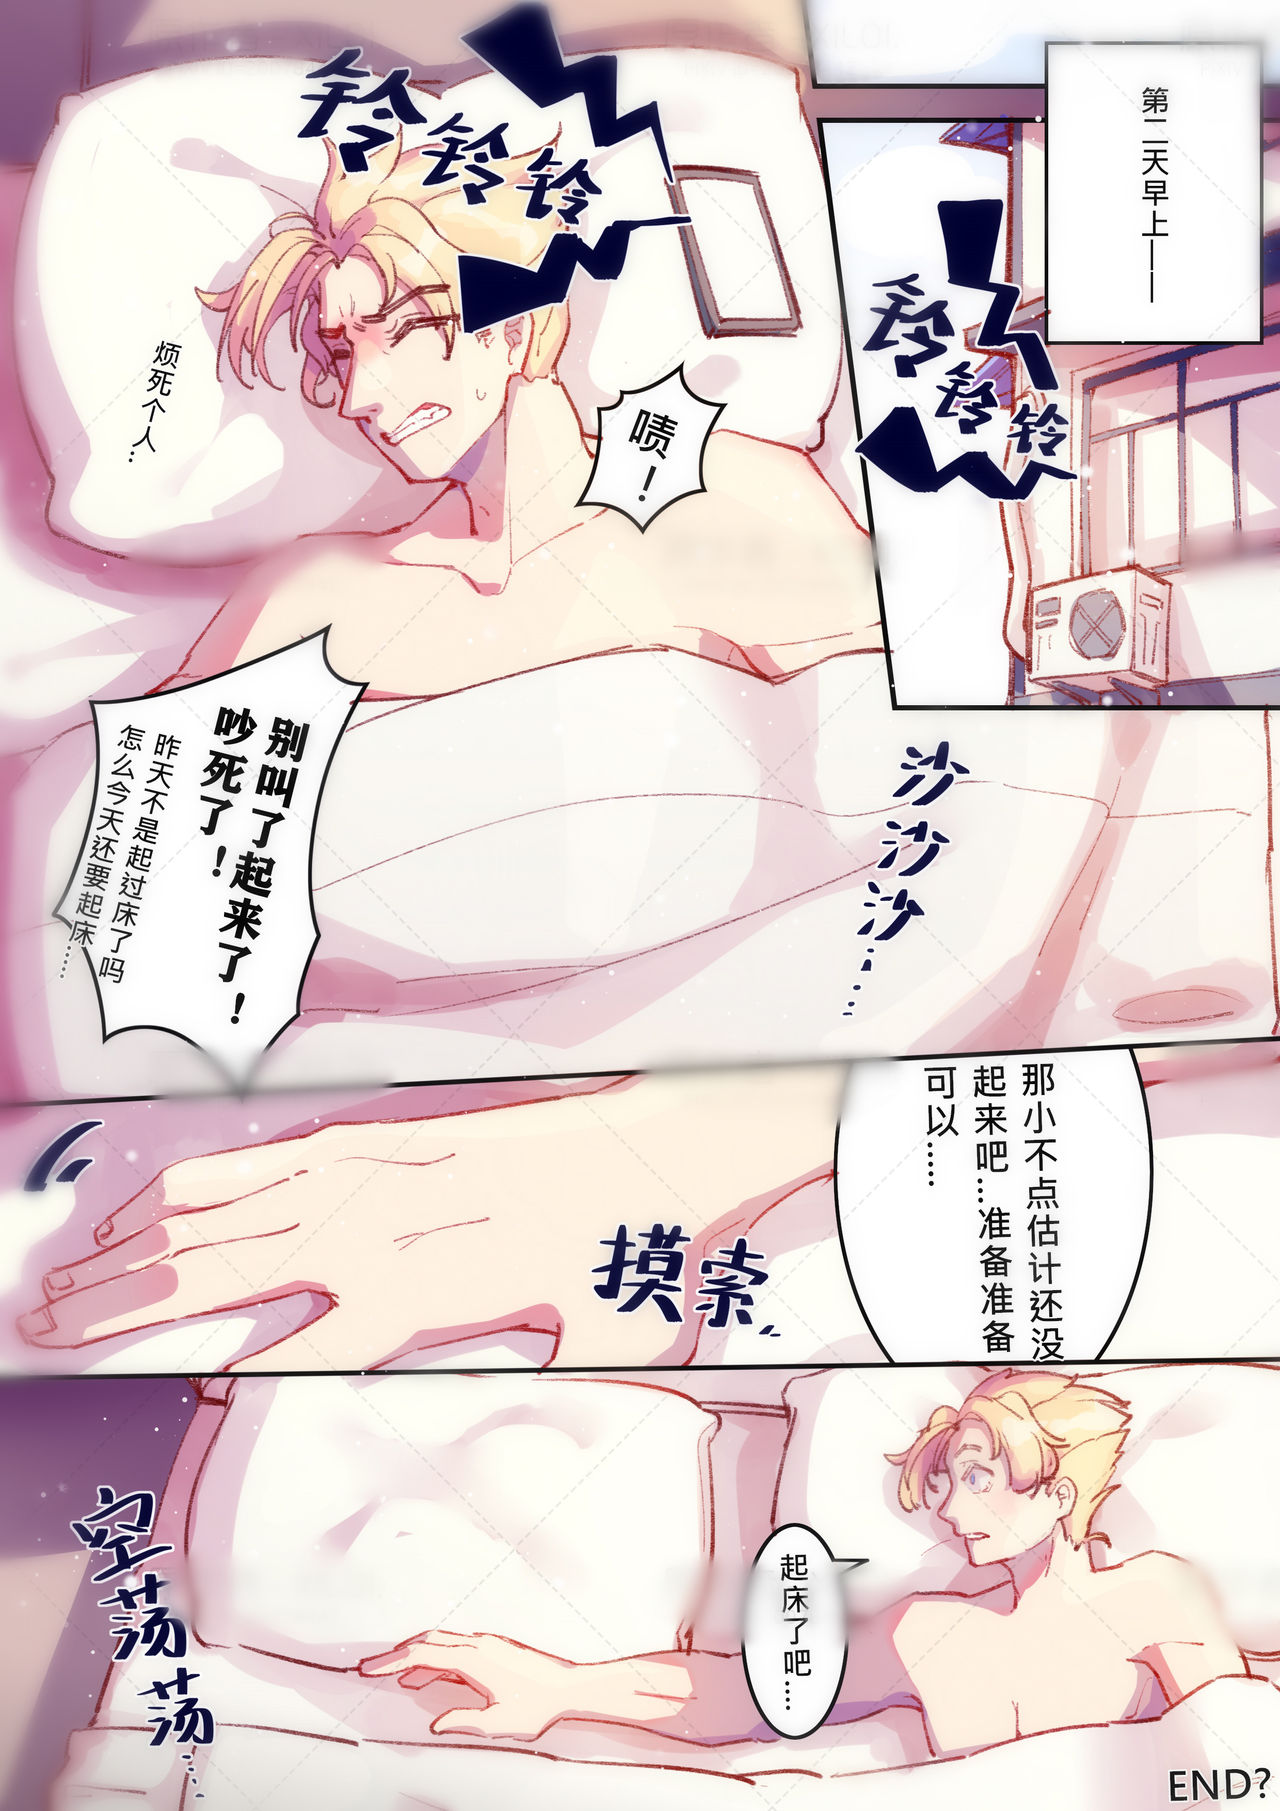 第二天早上——
铃铃铃
铃铃铃
啧！
烦死个人…
别叫了起来了！
吵死了！
昨天不是起过床了吗
怎么今天还要起床……
沙沙沙……
那小不点估计还没
起来吧…准备准备
可以……
摸索…
起床了吧……
空荡荡……
END?